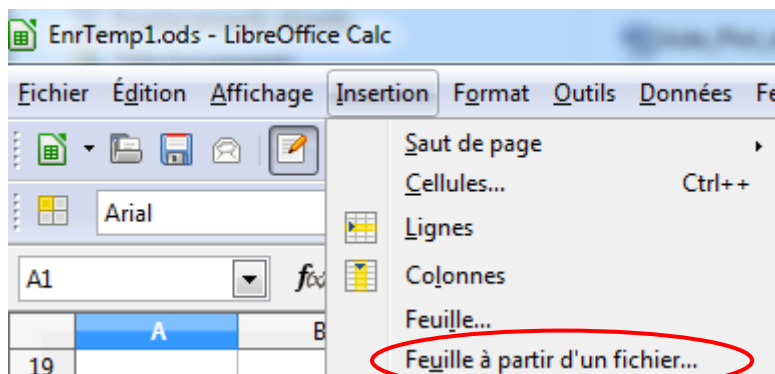 EnrTemp1.ods - LibreOffice Calc
Fichier Édition Affichage Insertion Format Outils Données Fe
Saut de page
Cellules... Ctrl++
Arial
Lignes
A1 f(x)
Colonnes
Feuille...
A B
19
Feuille à partir d'un fichier...